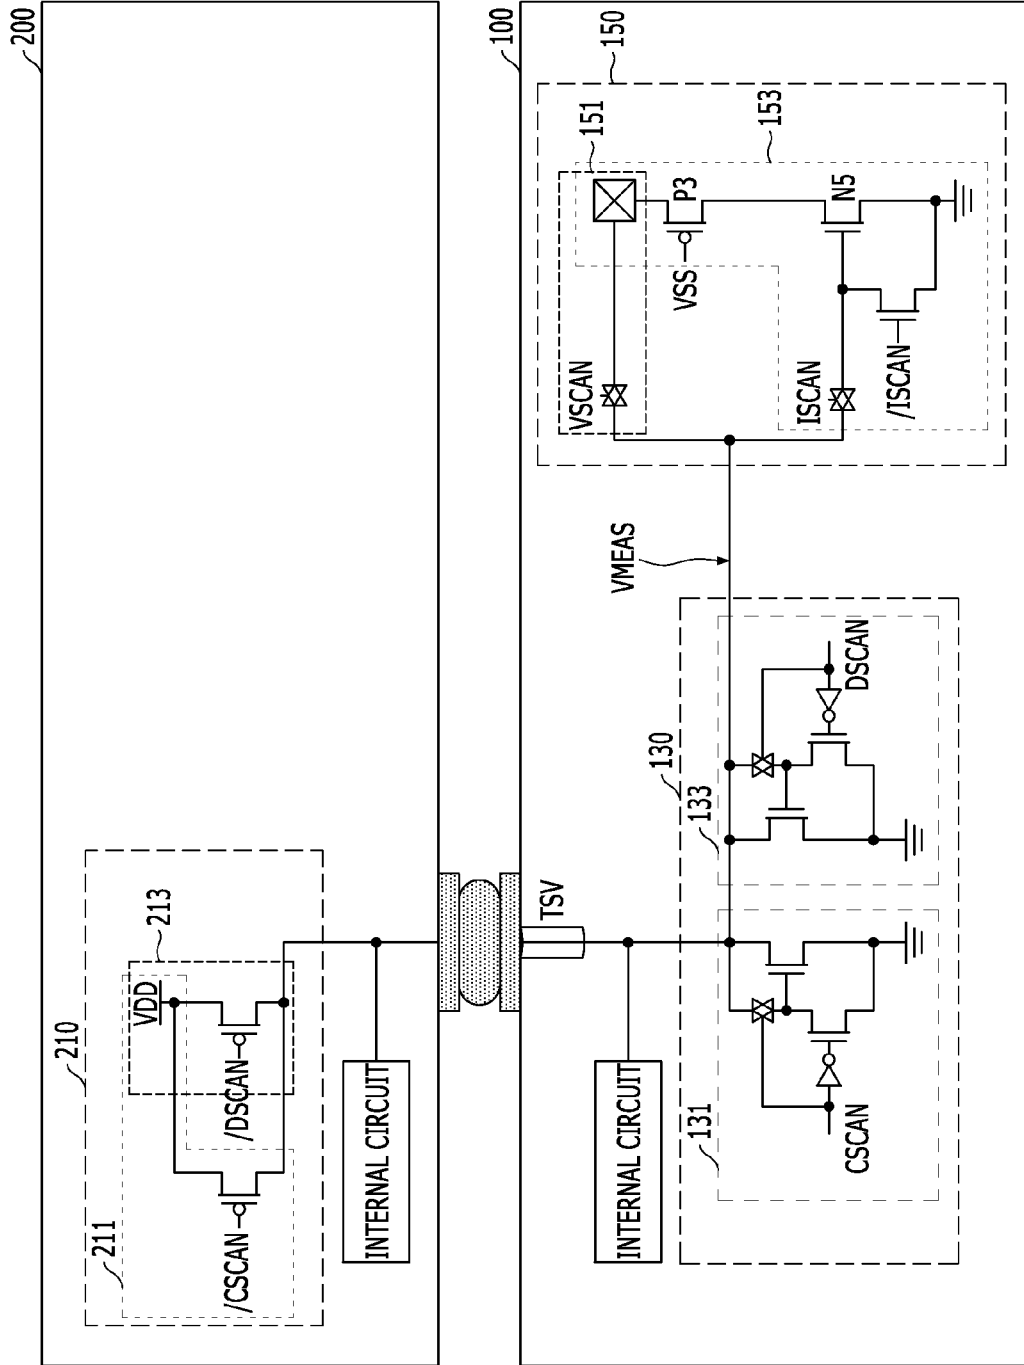 200
210
213
VDD
/DSCAN
211
/CSCAN
INTERNAL CIRCUIT
100
150
151
153
VSCAN
P3
VSS
N5
ISCAN
/ISCAN
VMEAS
TSV
INTERNAL CIRCUIT
130
133
DSCAN
131
CSCAN